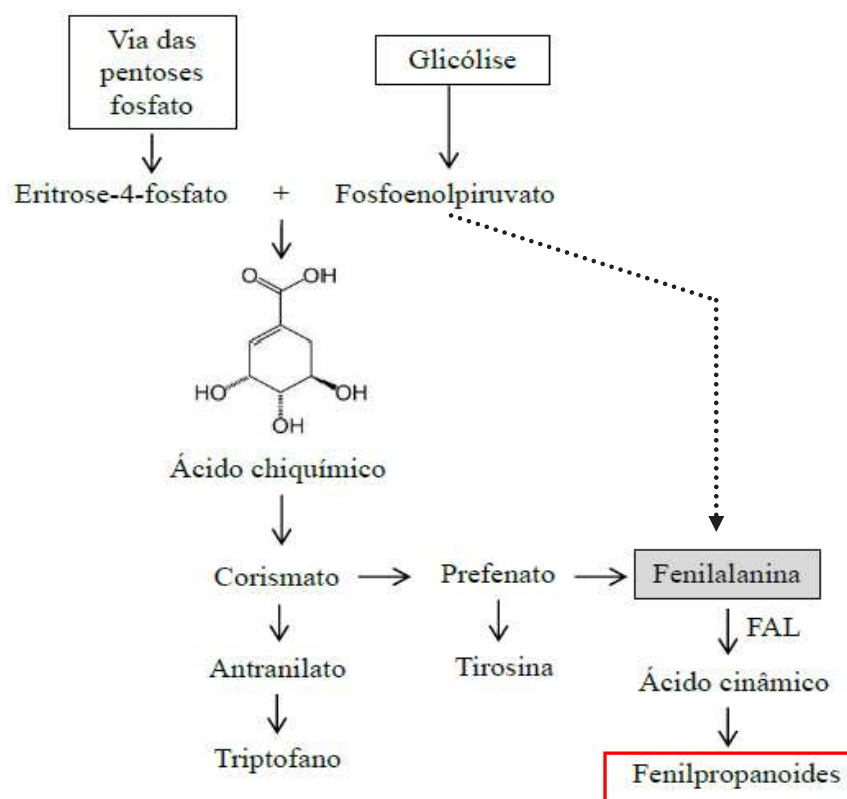 Via das
pentoses
fosfato
Glicólise
Eritrose-4-fosfato + Fosfoenolpiruvato
O OH
HO OH
OH
Ácido chiquímico
Corismato Prefenato Fenilalanina
FAL
Antranilato Tirosina Ácido cinâmico
Triptofano Fenilpropanoides